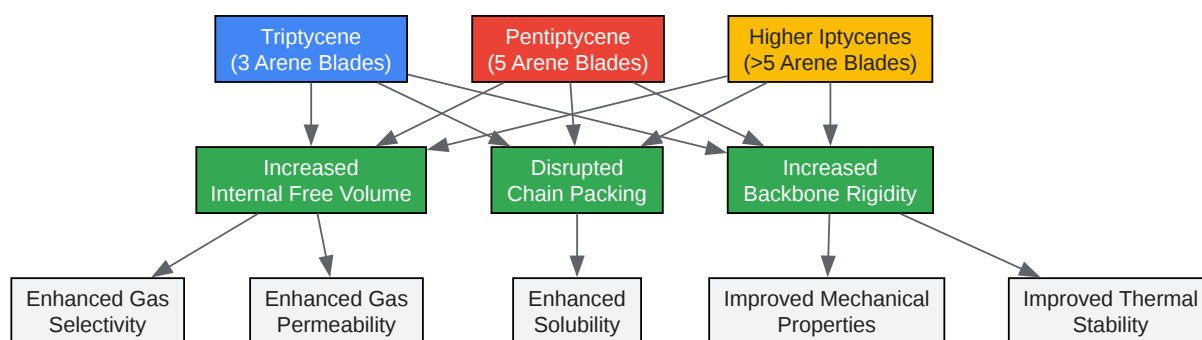 Triptycene
(3 Arene Blades)
Pentiptycene
(5 Arene Blades)
Higher Iptycenes
(>5 Arene Blades)
Increased
Internal Free Volume
Disrupted
Chain Packing
Increased
Backbone Rigidity
Enhanced Gas
Selectivity
Enhanced Gas
Permeability
Enhanced
Solubility
Improved Mechanical
Properties
Improved Thermal
Stability